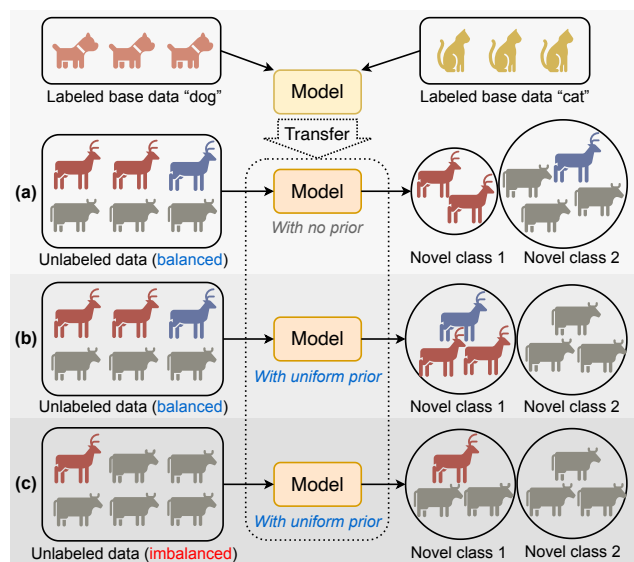 Labeled base data “dog”
Model
Labeled base data “cat”
Transfer
(a)
Model
With no prior
Unlabeled data (balanced)
Novel class 1
Novel class 2
(b)
Model
With uniform prior
Unlabeled data (balanced)
Novel class 1
Novel class 2
(c)
Model
With uniform prior
Unlabeled data (imbalanced)
Novel class 1
Novel class 2